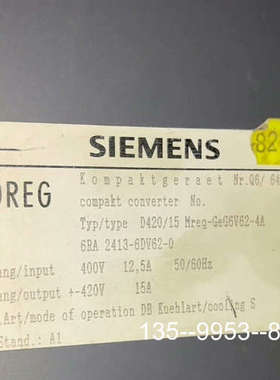 82
SIEMENS
OREG
Kompaktgeraet Nr.Q6/ 64
compakt converter No.
Typ/type D420/15 Mreg-GeG6V62-4A
6RA 2413-6DV62-0
ang/input 400V 12,5A 50/60Hz
ang/output +-420V 15A
Art/mode of operation DB Koehlart/cooling S
Stand.: A1
135--9953--8